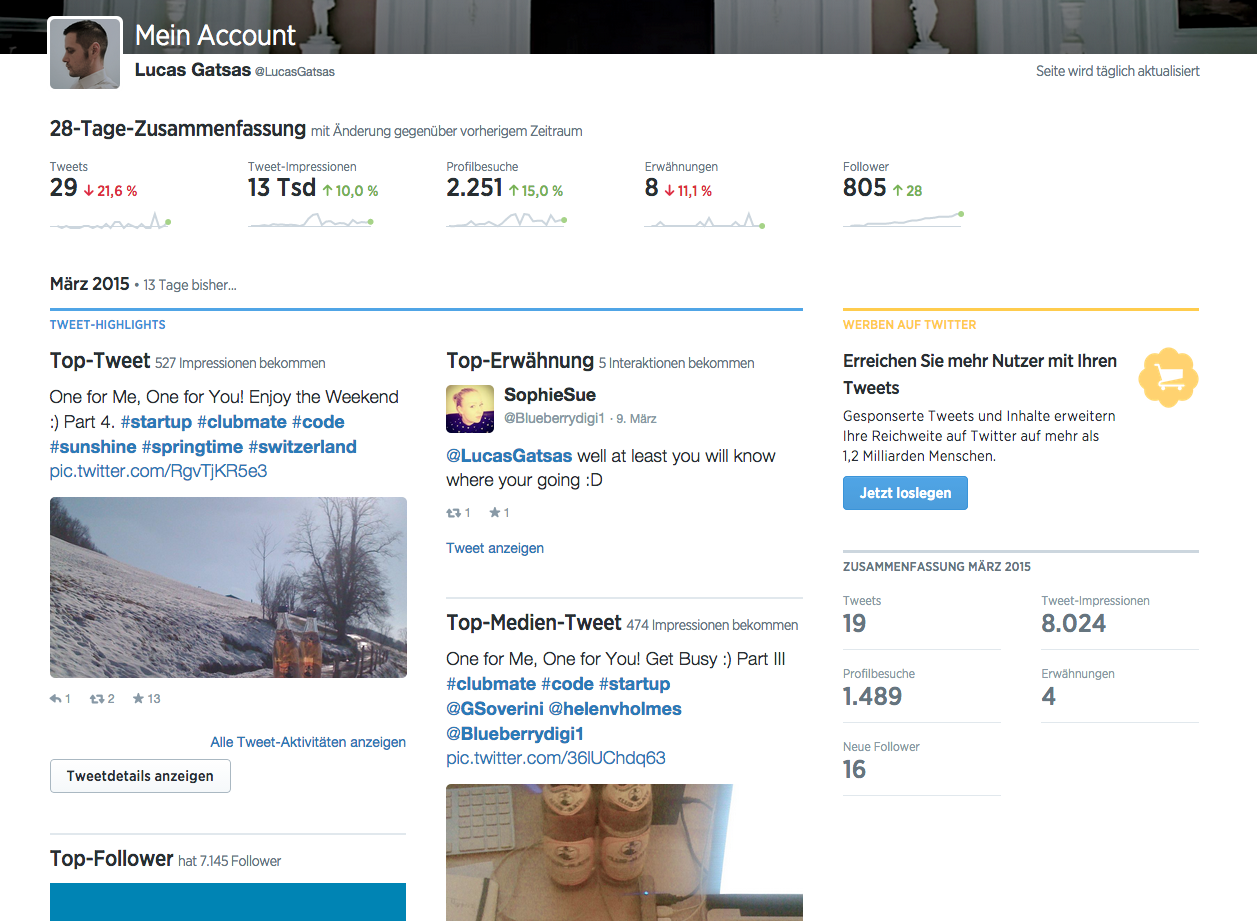 Mein Account
Lucas Gatsas @LucasGatsas
Seite wird täglich aktualisiert
28-Tage-Zusammenfassung mit Änderung gegenüber vorherigem Zeitraum
Tweets
29 ↓ 21,6 %
Tweet-Impressionen
13 Tsd ↑ 10,0 %
Profilbesuche
2.251 ↑ 15,0 %
Erwähnungen
8 ↓ 11,1 %
Follower
805 ↑ 28
März 2015 • 13 Tage bisher...
TWEET-HIGHLIGHTS
Top-Tweet 527 Impressionen bekommen
One for Me, One for You! Enjoy the Weekend
:) Part 4. #startup #clubmate #code
#sunshine #springtime #switzerland
pic.twitter.com/RgvTjKR5e3
1 2 13
Alle Tweet-Aktivitäten anzeigen
Tweetdetails anzeigen
Top-Follower hat 7.145 Follower
Top-Erwähnung 5 Interaktionen bekommen
SophieSue
@Blueberrydigi1 · 9. März
@LucasGatsas well at least you will know
where your going :D
1 1
Tweet anzeigen
Top-Medien-Tweet 474 Impressionen bekommen
One for Me, One for You! Get Busy :) Part III
#clubmate #code #startup
@GSoverini @helenvholmes
@Blueberrydigi1
pic.twitter.com/36lUChdq63
WERBEN AUF TWITTER
Erreichen Sie mehr Nutzer mit Ihren
Tweets
Gesponserte Tweets und Inhalte erweitern
Ihre Reichweite auf Twitter auf mehr als
1,2 Milliarden Menschen.
Jetzt loslegen
ZUSAMMENFASSUNG MÄRZ 2015
Tweets
19
Tweet-Impressionen
8.024
Profilbesuche
1.489
Erwähnungen
4
Neue Follower
16